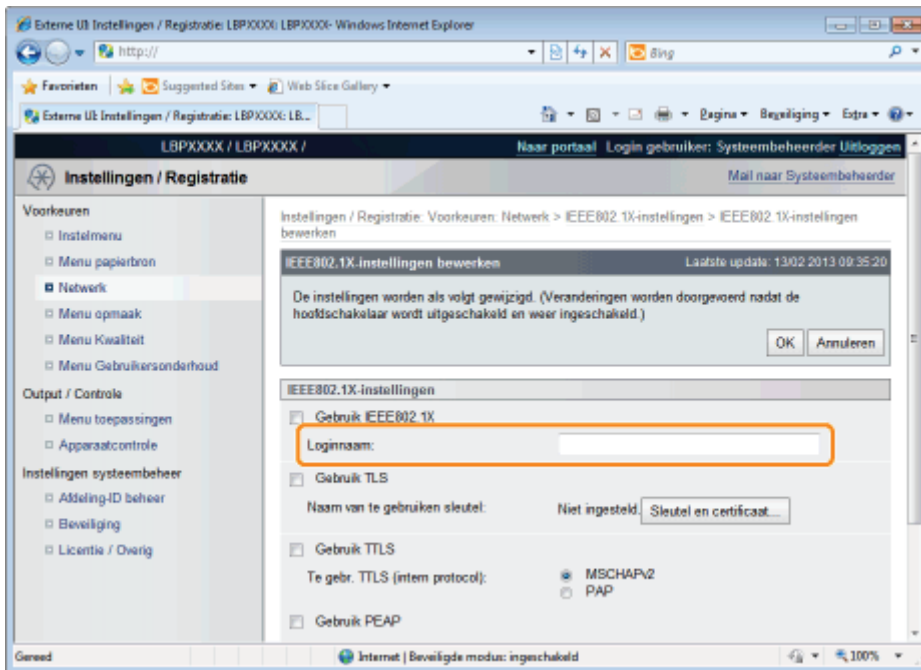 Externe UI: Instellingen / Registratie: LBPXXXX: LBPXXXX- Windows Internet Explorer
http://
Bing
Favorieten Suggested Sites Web Slice Gallery
Externe UI: Instellingen / Registratie: LBPXXXX: LB...
Pagina Beveiliging Extra
LBPXXXX / LBPXXXX /
Naar portaal Login gebruiker: Systeembeheerder Uitloggen
Instellingen / Registratie
Mail naar Systeembeheerder
Voorkeuren
Instelmenu
Menu papierbron
Netwerk
Menu opmaak
Menu Kwaliteit
Menu Gebruikersonderhoud
Output / Controle
Menu toepassingen
Apparaatcontrole
Instellingen systeembeheer
Afdeling-ID beheer
Beveiliging
Licentie / Overig
Instellingen / Registratie: Voorkeuren: Netwerk > IEEE802.1X-instellingen > IEEE802.1X-instellingen
bewerken
IEEE802.1X-instellingen bewerken
Laatste update: 13/02 2013 09:35:20
De instellingen worden als volgt gewijzigd. (Veranderingen worden doorgevoerd nadat de
hoofdschakelaar wordt uitgeschakeld en weer ingeschakeld.)
OK Annuleren
IEEE802.1X-instellingen
Gebruik IEEE802.1X
Loginnaam:
Gebruik TLS
Naam van te gebruiken sleutel: Niet ingesteld. Sleutel en certificaat...
Gebruik TTLS
Te gebr. TTLS (intern protocol): MSCHAPv2
PAP
Gebruik PEAP
Gereed
Internet | Beveiligde modus: ingeschakeld
100%